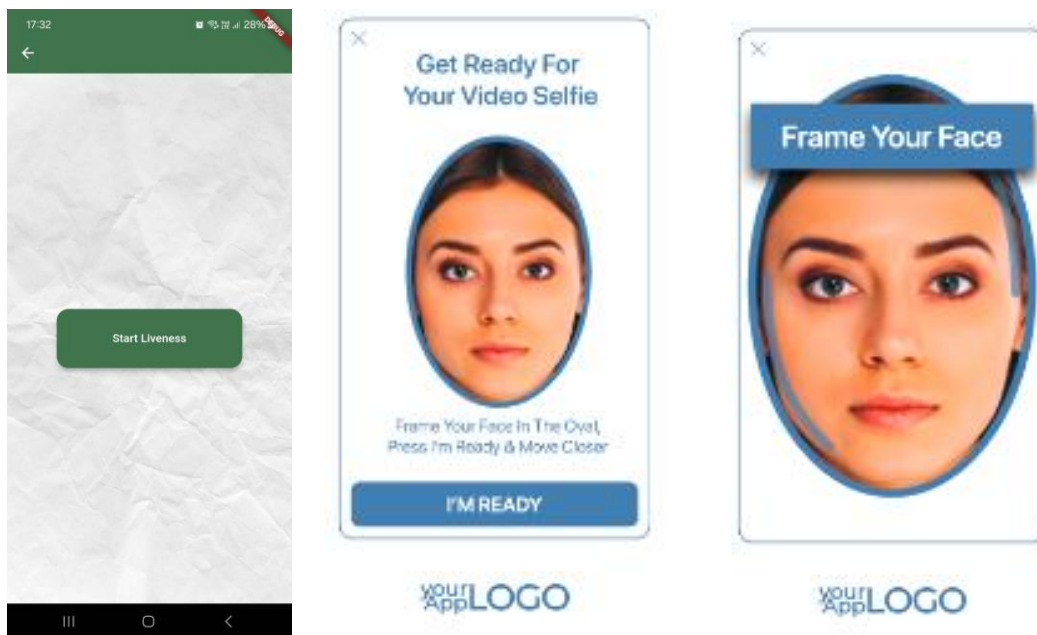 17:32
28%
DEBUG
Start Liveness
Get Ready For
Your Video Selfie
Frame Your Face In The Oval,
Press I'm Ready & Move Closer
I'M READY
your
App LOGO
Frame Your Face
your
App LOGO